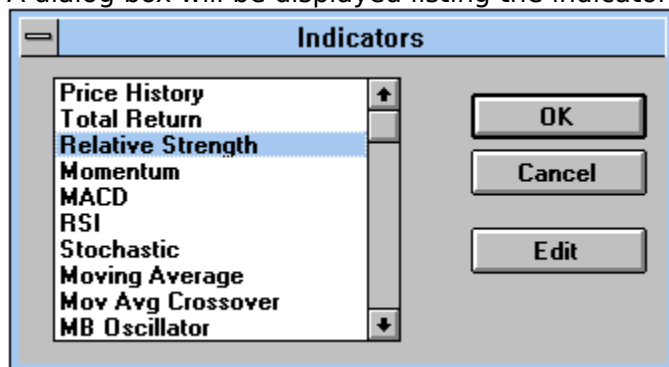 A dialog box will be displayed listing the indicator
Indicators
Price History
Total Return
Relative Strength
Momentum
MACD
RSI
Stochastic
Moving Average
Mov Avg Crossover
MB Oscillator
OK
Cancel
Edit